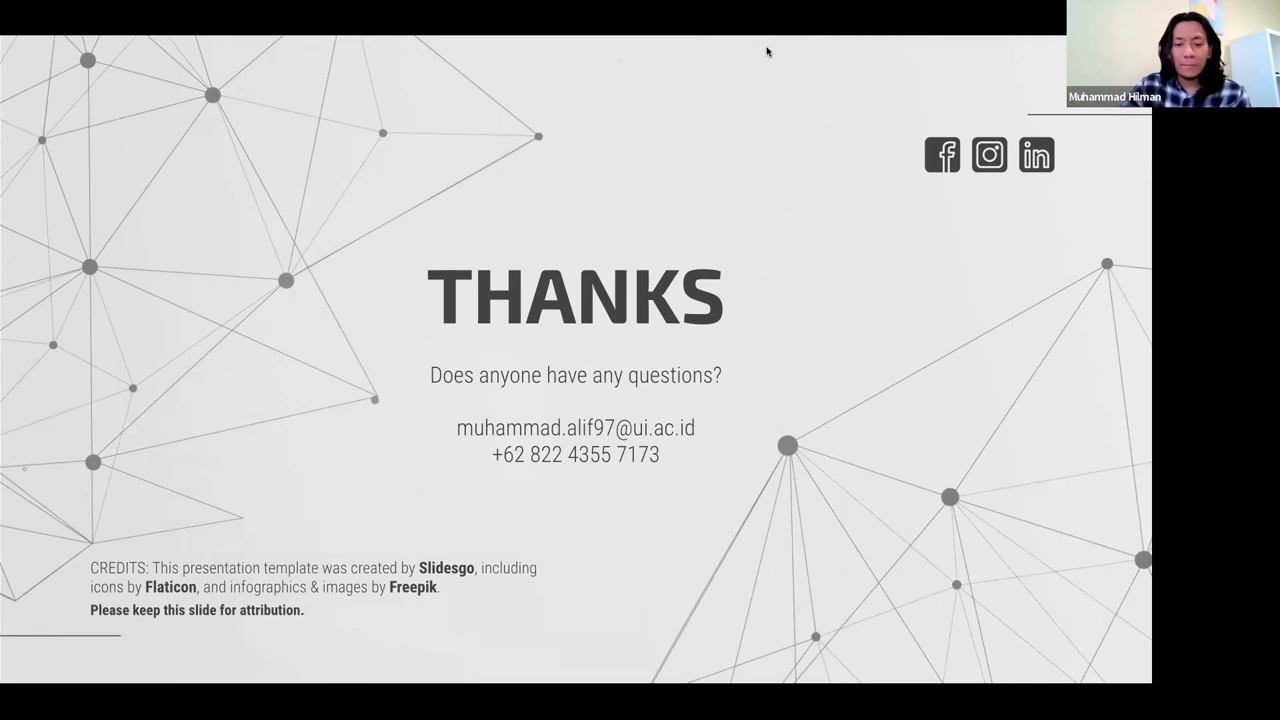 Muhammad Hilman
THANKS
Does anyone have any questions?
muhammad.alif97@ui.ac.id
+62 822 4355 7173
CREDITS: This presentation template was created by Slidesgo, including
icons by Flaticon, and infographics & images by Freepik.
Please keep this slide for attribution.